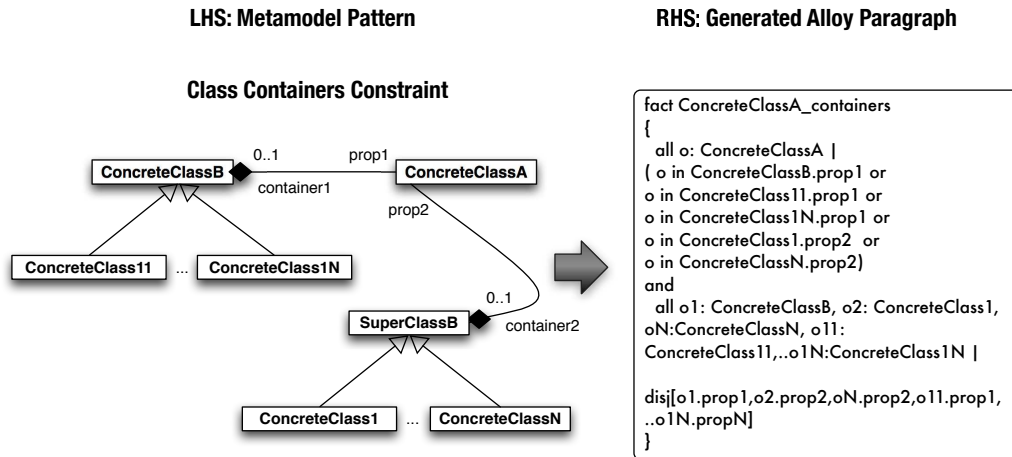 LHS: Metamodel Pattern
RHS: Generated Alloy Paragraph
Class Containers Constraint
0..1
prop1
ConcreteClassB
ConcreteClassA
container1
prop2
ConcreteClass11
...
ConcreteClass1N
0..1
SuperClassB
container2
ConcreteClass1
...
ConcreteClassN
fact ConcreteClassA_containers
{
all o: ConcreteClassA |
( o in ConcreteClassB.prop1 or
o in ConcreteClass11.prop1 or
o in ConcreteClass1N.prop1 or
o in ConcreteClass1.prop2 or
o in ConcreteClassN.prop2)
and
all o1: ConcreteClassB, o2: ConcreteClass1,
oN:ConcreteClassN, o11:
ConcreteClass11,..o1N:ConcreteClass1N |
disj[o1.prop1,o2.prop2,oN.prop2,o11.prop1,
..o1N.propN]
}